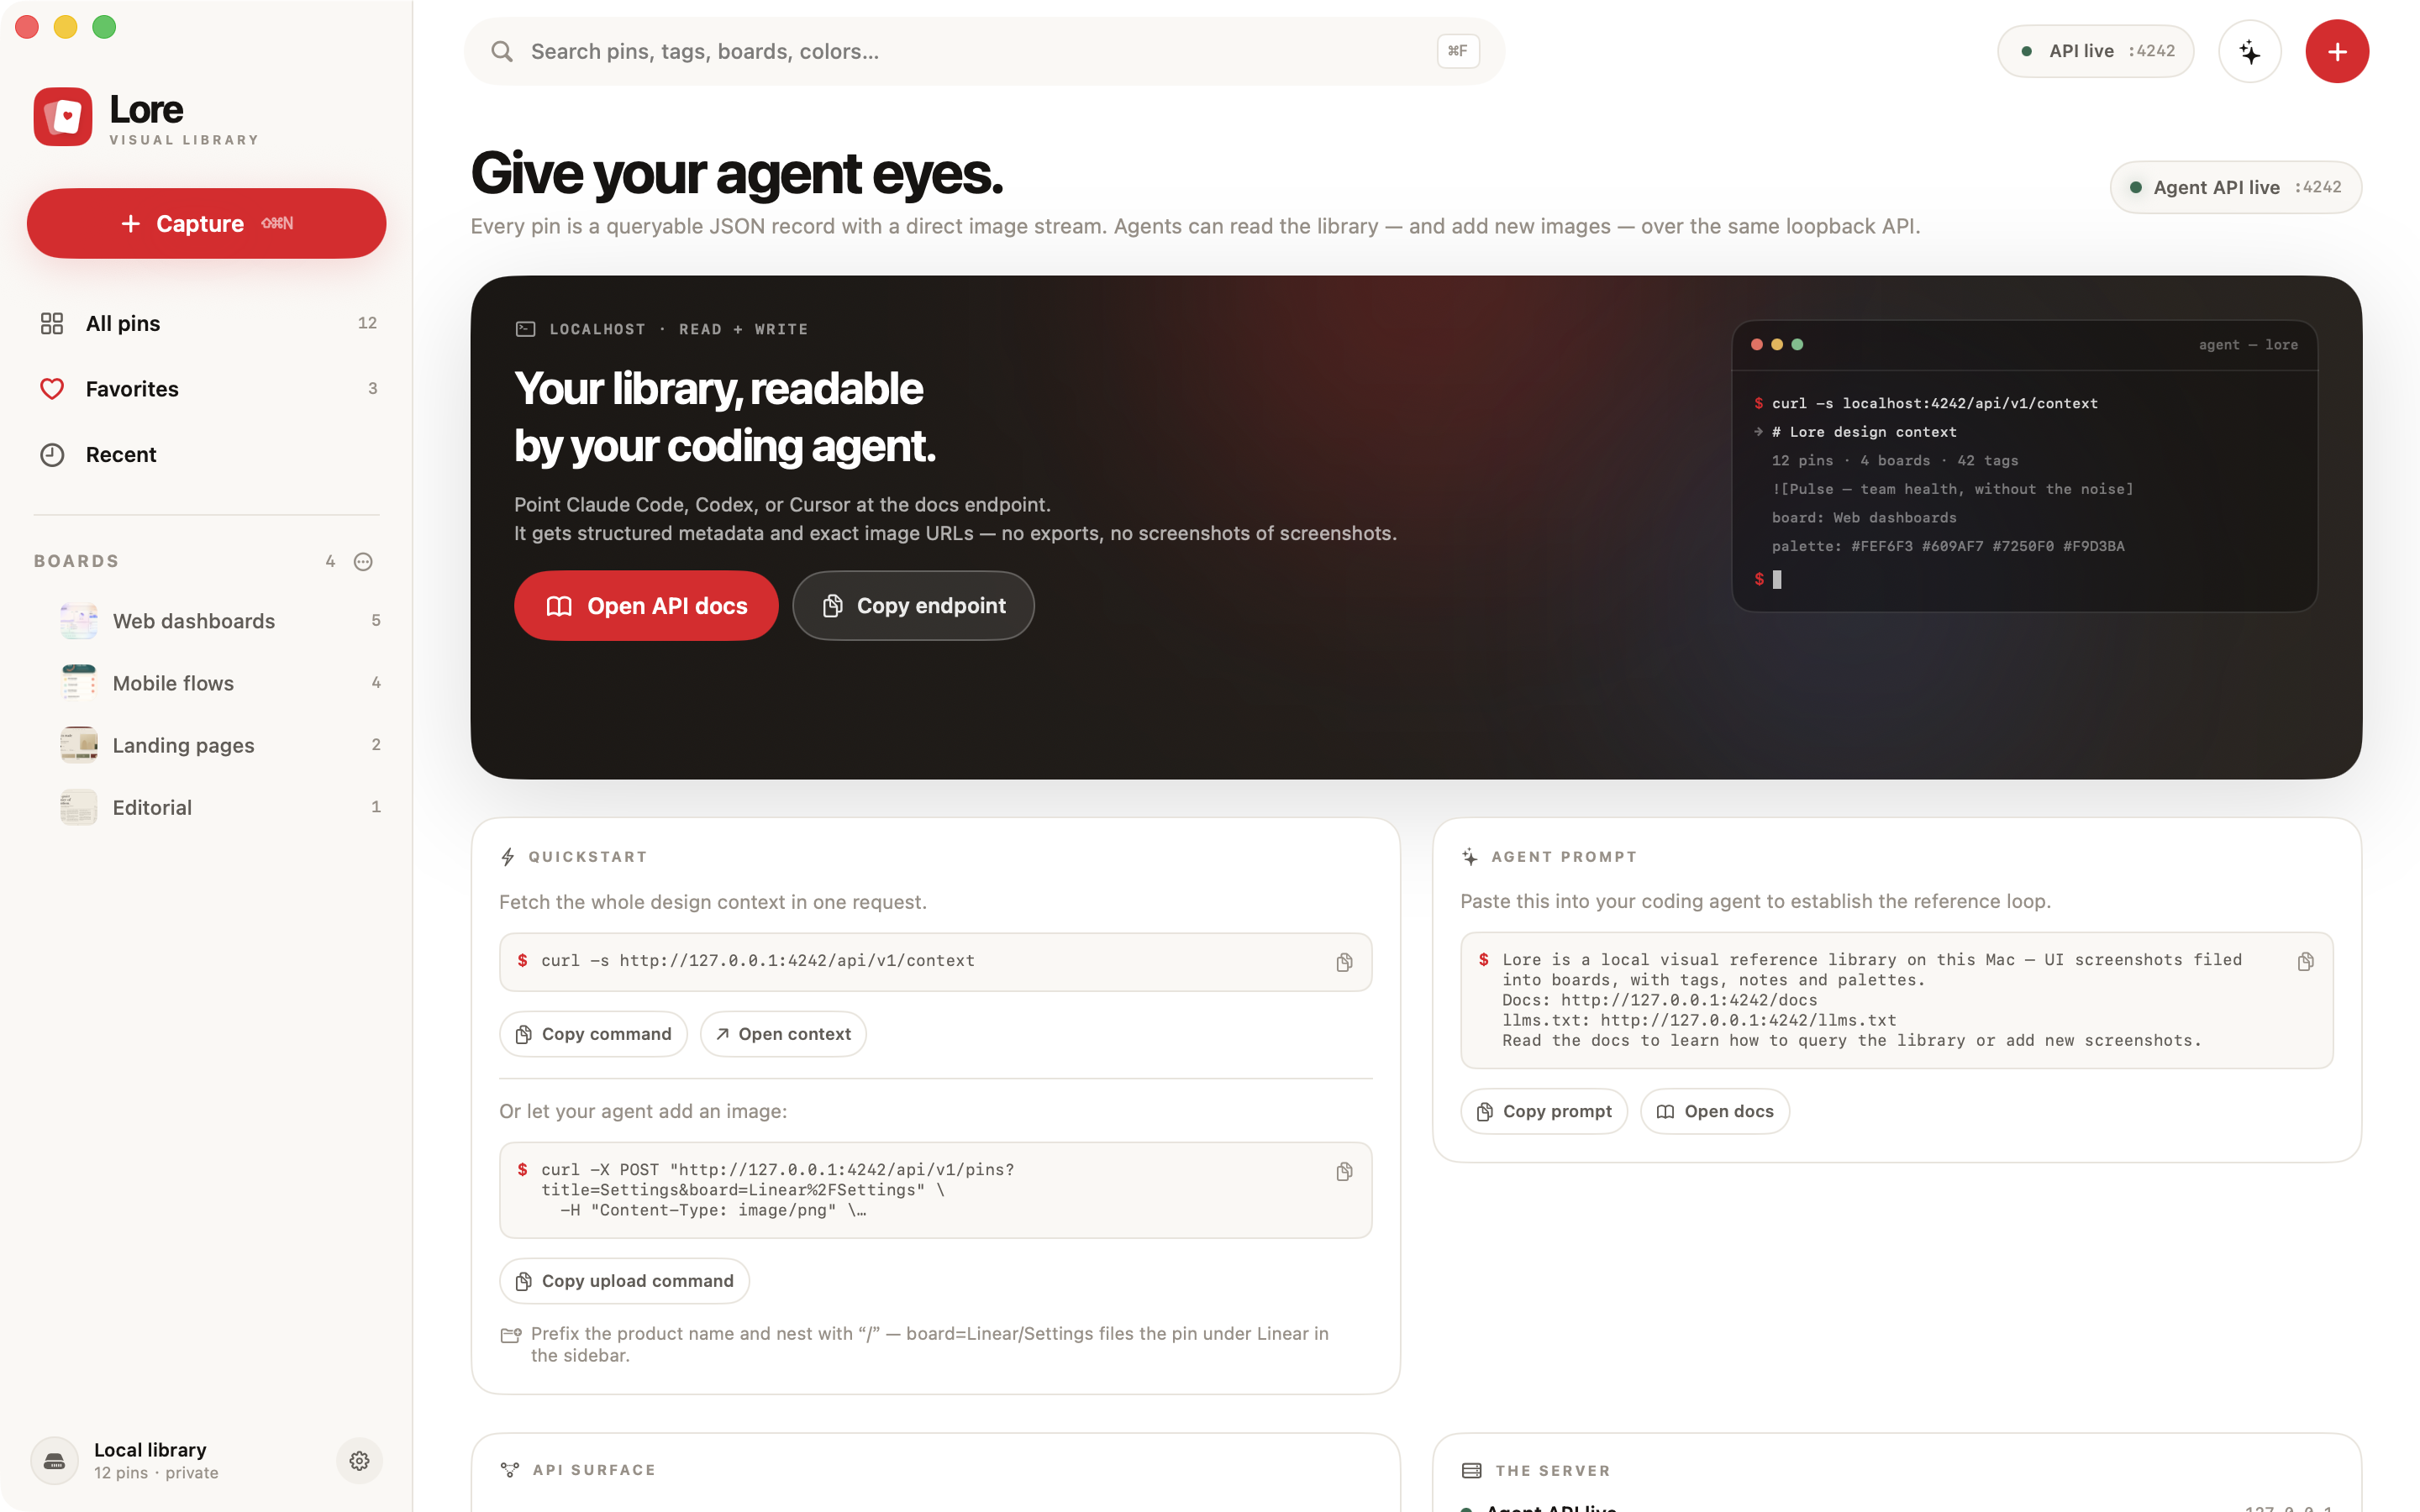 Lore
VISUAL LIBRARY
+ Capture ⇧⌘N
All pins 12
Favorites 3
Recent
BOARDS 4
Web dashboards 5
Mobile flows 4
Landing pages 2
Editorial 1
Local library
12 pins · private
Search pins, tags, boards, colors... ⌘F
API live :4242
Give your agent eyes.
Every pin is a queryable JSON record with a direct image stream. Agents can read the library — and add new images — over the same loopback API.
Agent API live :4242
LOCALHOST · READ + WRITE
Your library, readable
by your coding agent.
Point Claude Code, Codex, or Cursor at the docs endpoint.
It gets structured metadata and exact image URLs — no exports, no screenshots of screenshots.
Open API docs
Copy endpoint
agent — lore
$ curl -s localhost:4242/api/v1/context
→ # Lore design context
12 pins · 4 boards · 42 tags
![Pulse — team health, without the noise]
board: Web dashboards
palette: #FEF6F3 #609AF7 #7250F0 #F9D3BA
$
QUICKSTART
Fetch the whole design context in one request.
$ curl -s http://127.0.0.1:4242/api/v1/context
Copy command
Open context
Or let your agent add an image:
$ curl -X POST "http://127.0.0.1:4242/api/v1/pins?
title=Settings&board=Linear%2FSettings" \
-H "Content-Type: image/png" \…
Copy upload command
Prefix the product name and nest with “/” — board=Linear/Settings files the pin under Linear in
the sidebar.
AGENT PROMPT
Paste this into your coding agent to establish the reference loop.
$ Lore is a local visual reference library on this Mac — UI screenshots filed
into boards, with tags, notes and palettes.
Docs: http://127.0.0.1:4242/docs
llms.txt: http://127.0.0.1:4242/llms.txt
Read the docs to learn how to query the library or add new screenshots.
Copy prompt
Open docs
API SURFACE
THE SERVER
Agent API live 127.0.0.1